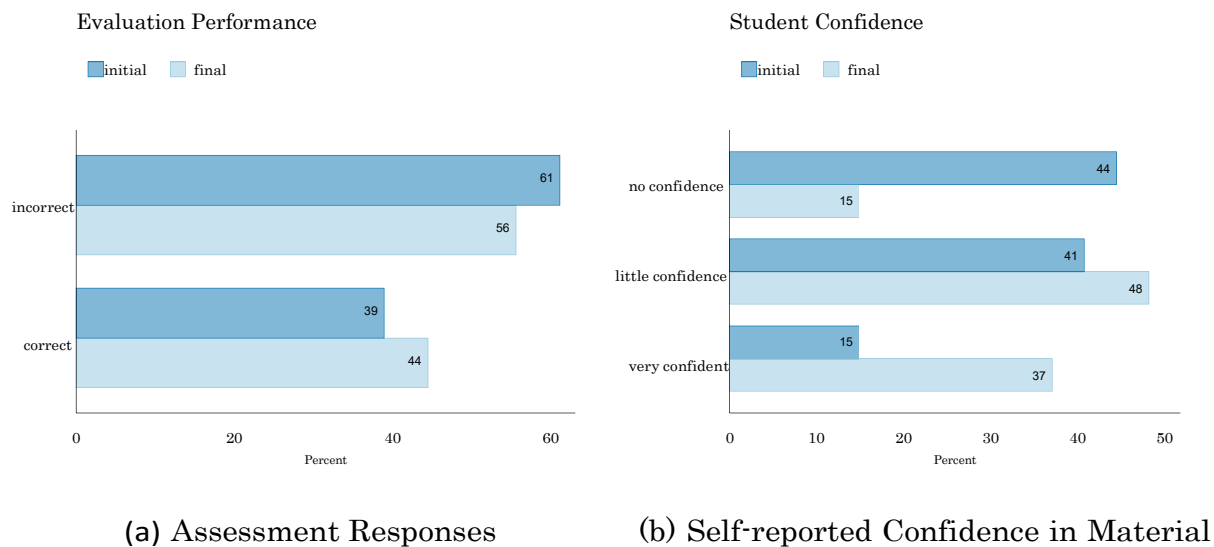 Evaluation Performance
initial final
incorrect
61
56
correct
39
44
0 20 40 60
Percent
(a) Assessment Responses
Student Confidence
initial final
no confidence
44
15
little confidence
41
48
very confident
15
37
0 10 20 30 40 50
Percent
(b) Self-reported Confidence in Material